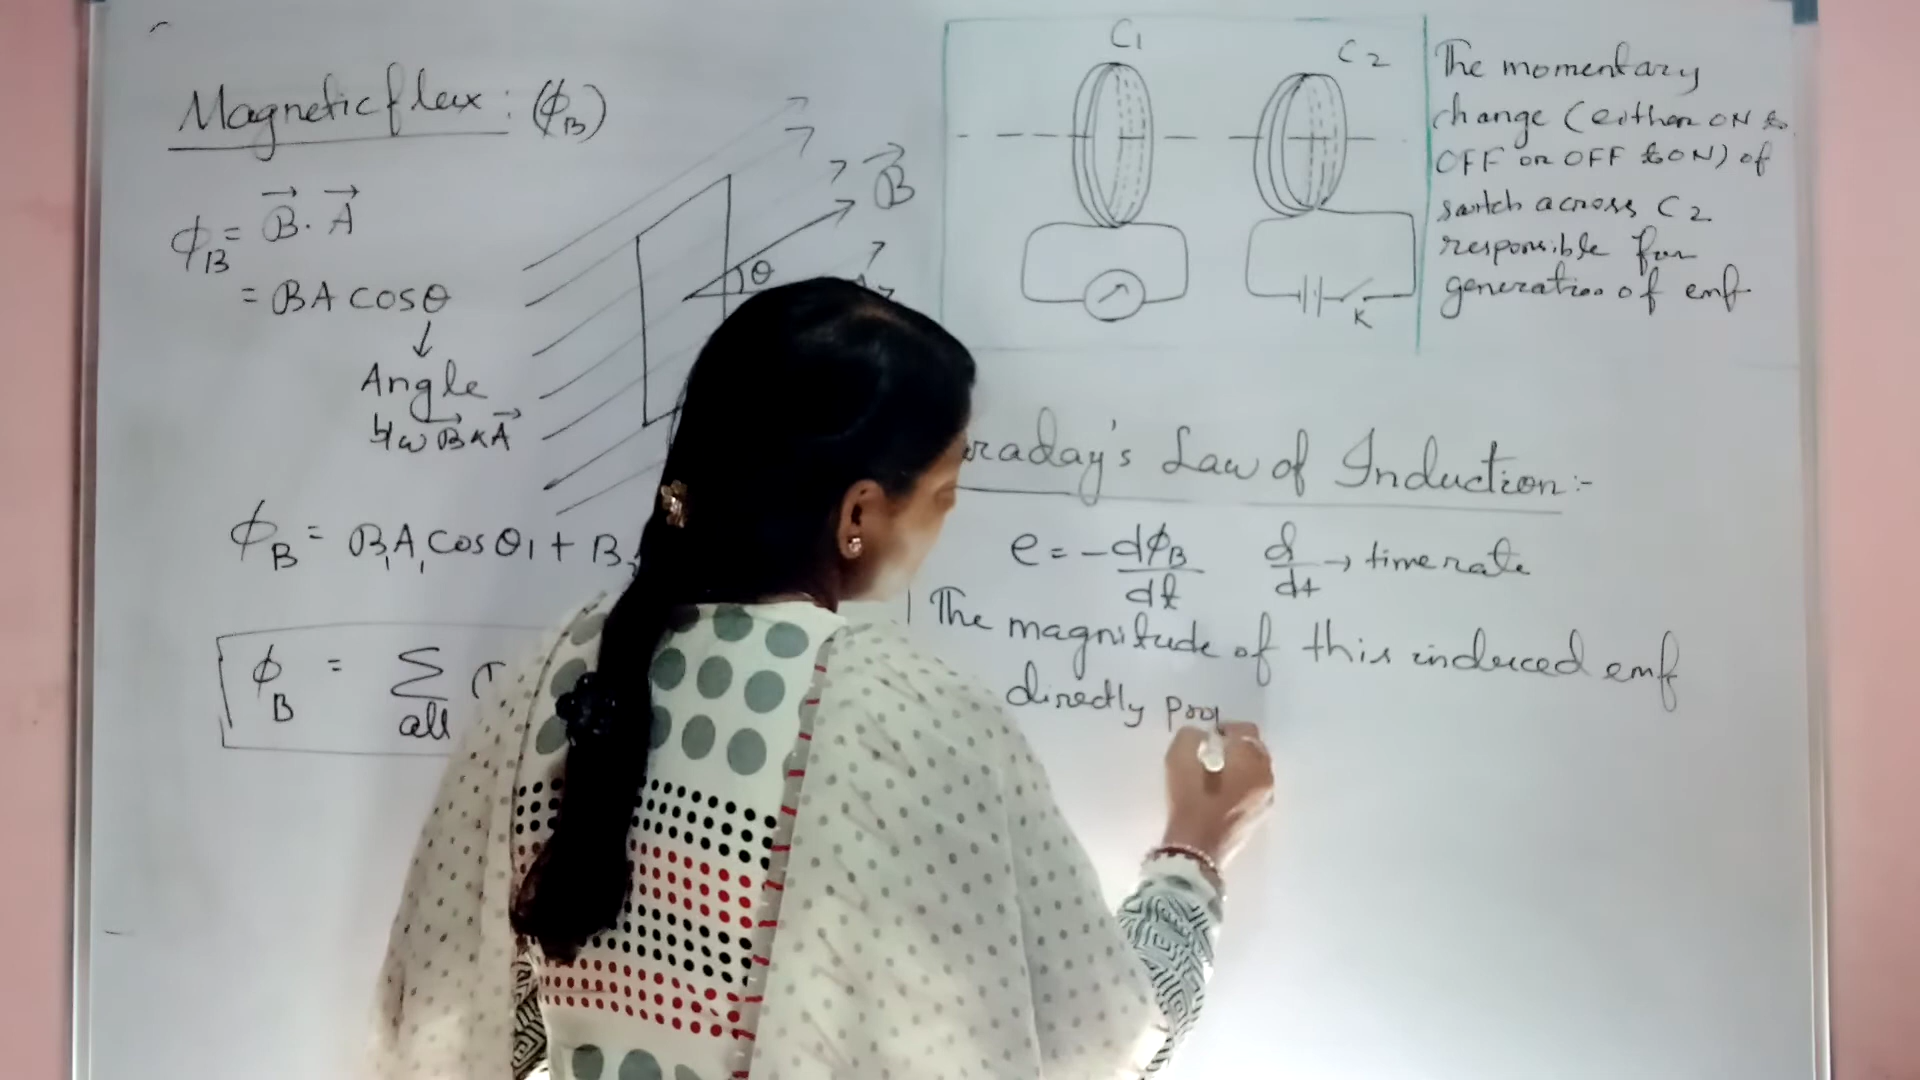 Magnetic flux : (ϕB)
ϕB = B⃗ . A⃗
= BA cosθ
↓
Angle
b/w B⃗ & A⃗
ϕB = B1A1 cosθ1 + B
ϕB = Σ
all
B⃗
θ
C1
C2
K
The momentary
change (either ON to
OFF or OFF to ON) of
switch across C2
responsible for
generation of emf
raday's Law of Induction:-
e = -dϕB/dt d/dt → time rate
The magnitude of this induced emf
directly prop